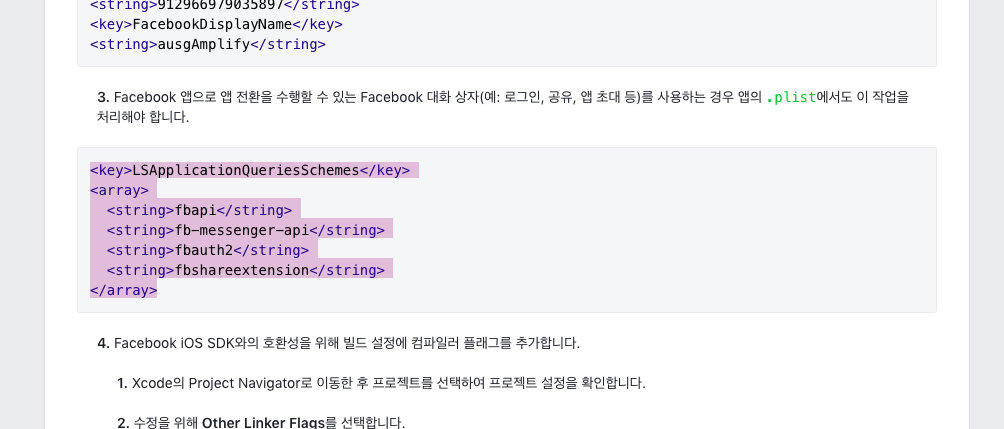 <string>912966979035897</string>
<key>FacebookDisplayName</key>
<string>ausgAmplify</string>
3. Facebook 앱으로 앱 전환을 수행할 수 있는 Facebook 대화 상자(예: 로그인, 공유, 앱 초대 등)를 사용하는 경우 앱의 .plist에서도 이 작업을
처리해야 합니다.
<key>LSApplicationQueriesSchemes</key>
<array>
  <string>fbapi</string>
  <string>fb-messenger-api</string>
  <string>fbauth2</string>
  <string>fbshareextension</string>
</array>
4. Facebook iOS SDK와의 호환성을 위해 빌드 설정에 컴파일러 플래그를 추가합니다.
1. Xcode의 Project Navigator로 이동한 후 프로젝트를 선택하여 프로젝트 설정을 확인합니다.
2. 수정을 위해 Other Linker Flags를 선택합니다.